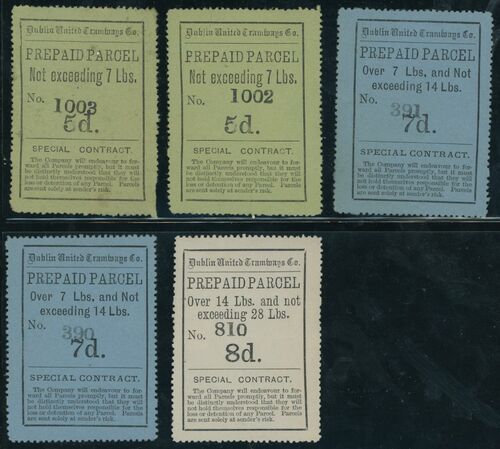 Dublin United Tramways Co.
PREPAID PARCEL
Not exceeding 7 Lbs.
No. 1003
5d.
SPECIAL CONTRACT.
The Company will endeavour to for-
ward all Parcels promptly, but it must
be distinctly understood that they will
not hold themselves responsible for the
loss or detention of any Parcel. Parcels
are sent solely at sender's risk.
Dublin United Tramways Co.
PREPAID PARCEL
Not exceeding 7 Lbs.
No. 1002
5d.
SPECIAL CONTRACT.
The Company will endeavour to for-
ward all Parcels promptly, but it must
be distinctly understood that they will
not hold themselves responsible for the
loss or detention of any Parcel. Parcels
are sent solely at sender's risk.
Dublin United Tramways Co.
PREPAID PARCEL
Over 7 Lbs, and Not
exceeding 14 Lbs.
No. 391
7d.
SPECIAL CONTRACT.
The Company will endeavour to for-
ward all Parcels promptly, but it must
be distinctly understood that they will
not hold themselves responsible for the
loss or detention of any Parcel. Parcels
are sent solely at sender's risk.
Dublin United Tramways Co.
PREPAID PARCEL
Over 7 Lbs, and Not
exceeding 14 Lbs.
No. 390
7d.
SPECIAL CONTRACT.
The Company will endeavour to for-
ward all Parcels promptly, but it must
be distinctly understood that they will
not hold themselves responsible for the
loss or detention of any Parcel. Parcels
are sent solely at sender's risk.
Dublin United Tramways Co.
PREPAID PARCEL
Over 14 Lbs. and not
exceeding 28 Lbs.
No. 810
8d.
SPECIAL CONTRACT.
The Company will endeavour to for-
ward all Parcels promptly, but it must
be distinctly understood that they will
not hold themselves responsible for the
loss or detention of any Parcel. Parcels
are sent solely at sender's risk.